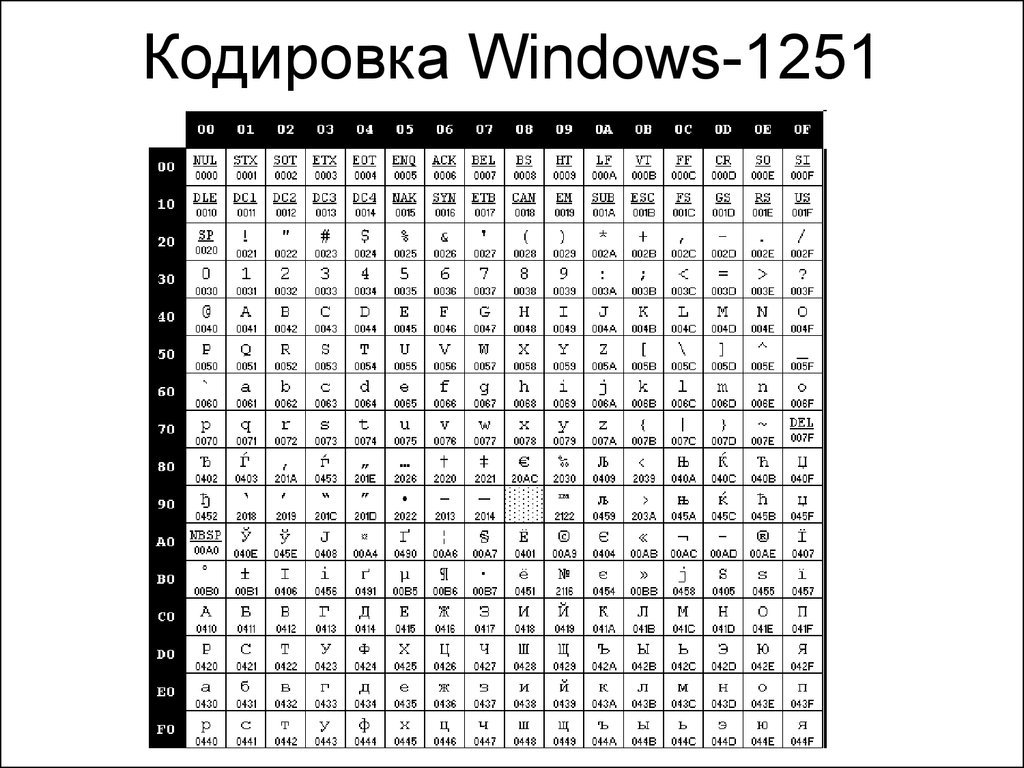 Кодировка Windows-1251
00 01 02 03 04 05 06 07 08 09 0A 0B 0C 0D 0E 0F
00 NUL STX SOT ETX EOT ENQ ACK BEL BS HT LF VT FF CR SO SI
0000 0001 0002 0003 0004 0005 0006 0007 0008 0009 000A 000B 000C 000D 000E 000F
10 DLE DC1 DC2 DC3 DC4 NAK SYN ETB CAN EM SUB ESC FS GS RS US
0010 0011 0012 0013 0014 0015 0016 0017 0018 0019 001A 001B 001C 001D 001E 001F
20 SP ! " # $ % & ' ( ) * + , - . /
0020 0021 0022 0023 0024 0025 0026 0027 0028 0029 002A 002B 002C 002D 002E 002F
30 0 1 2 3 4 5 6 7 8 9 : ; < = > ?
0030 0031 0032 0033 0034 0035 0036 0037 0038 0039 003A 003B 003C 003D 003E 003F
40 @ A B C D E F G H I J K L M N O
0040 0041 0042 0043 0044 0045 0046 0047 0048 0049 004A 004B 004C 004D 004E 004F
50 P Q R S T U V W X Y Z [ \ ] ^ _
0050 0051 0052 0053 0054 0055 0056 0057 0058 0059 005A 005B 005C 005D 005E 005F
60 ` a b c d e f g h i j k l m n o
0060 0061 0062 0063 0064 0065 0066 0067 0068 0069 006A 006B 006C 006D 006E 006F
70 p q r s t u v w x y z { | } ~ DEL
0070 0071 0072 0073 0074 0075 0076 0077 0078 0079 007A 007B 007C 007D 007E 007F
80 Ђ Ѓ ‚ ѓ „ … † ‡ € ‰ Љ ‹ Њ Ќ Ћ Џ
0402 0403 201A 0453 201E 2026 2020 2021 20AC 2030 0409 2039 040A 040C 040B 040F
90 ђ ‘ ’ “ ” • – — ™ љ › њ ќ ћ џ
0452 2018 2019 201C 201D 2022 2013 2014 2122 0459 203A 045A 045C 045B 045F
A0 NBSP Ў ў Ј ¤ Ґ ¦ § Ё © Є « ¬ - ® Ї
00A0 040E 045E 0408 00A4 0490 00A6 00A7 0401 00A9 0404 00AB 00AC 00AD 00AE 0407
B0 ° ± І і ґ µ ¶ · ё № є » ј Ѕ ѕ ї
00B0 00B1 0406 0456 0491 00B5 00B6 00B7 0451 2116 0454 00BB 0458 0405 0455 0457
C0 А Б В Г Д Е Ж З И Й К Л М Н О П
0410 0411 0412 0413 0414 0415 0416 0417 0418 0419 041A 041B 041C 041D 041E 041F
D0 Р С Т У Ф Х Ц Ч Ш Щ Ъ Ы Ь Э Ю Я
0420 0421 0422 0423 0424 0425 0426 0427 0428 0429 042A 042B 042C 042D 042E 042F
E0 а б в г д е ж з и й к л м н о п
0430 0431 0432 0433 0434 0435 0436 0437 0438 0439 043A 043B 043C 043D 043E 043F
F0 р с т у ф х ц ч ш щ ъ ы ь э ю я
0440 0441 0442 0443 0444 0445 0446 0447 0448 0449 044A 044B 044C 044D 044E 044F